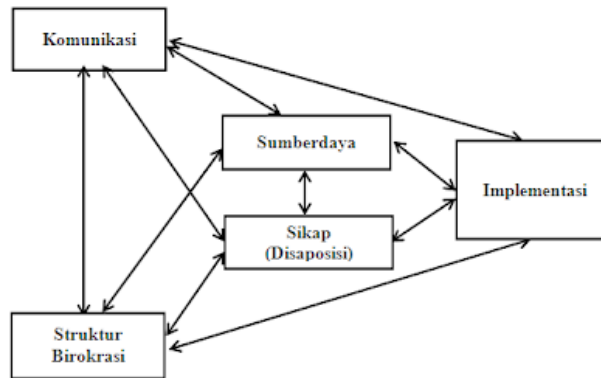 Komunikasi
Sumberdaya
Implementasi
Sikap
(Disaposisi)
Struktur
Birokrasi